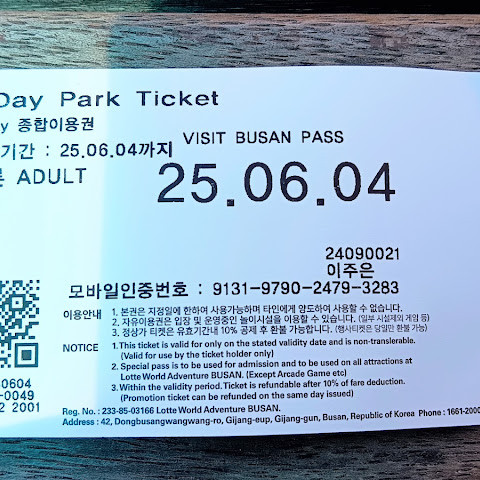 Day Park Ticket
y 종합이용권
기간 : 25.06.04까지
VISIT BUSAN PASS
ADULT
25.06.04
24090021
이주은
모바일인증번호 : 9131-9790-2479-3283
이용안내
1. 본권은 지정일에 한하여 사용가능하며 타인에게 양도하여 사용할 수 없습니다.
2. 자유이용권은 입장 및 운영중인 놀이시설을 이용할 수 있습니다. (일부 시설제외 게임 등)
3. 정상가 티켓은 유효기간내 10% 공제 후 환불 가능합니다. (행사티켓은 당일만 환불 가능)
NOTICE
1. This ticket is valid for only on the stated validity date and is non-translerable.
(Valid for use by the ticket holder only)
2. Special pass is to be used for admission and to be used on all attractions at
Lotte World Adventure BUSAN. (Except Arcade Game etc)
3. Within the validity period. Ticket is refundable after 10% of fare deduction.
(Promotion ticket can be refunded on the same day issued)
0604
-0049
2 2001
Reg. No. : 233-85-03166 Lotte World Adventure BUSAN.
Address : 42, Dongbusangwangwang-ro, Gijang-eup, Gijang-gun, Busan, Republic of Korea Phone : 1661-2000